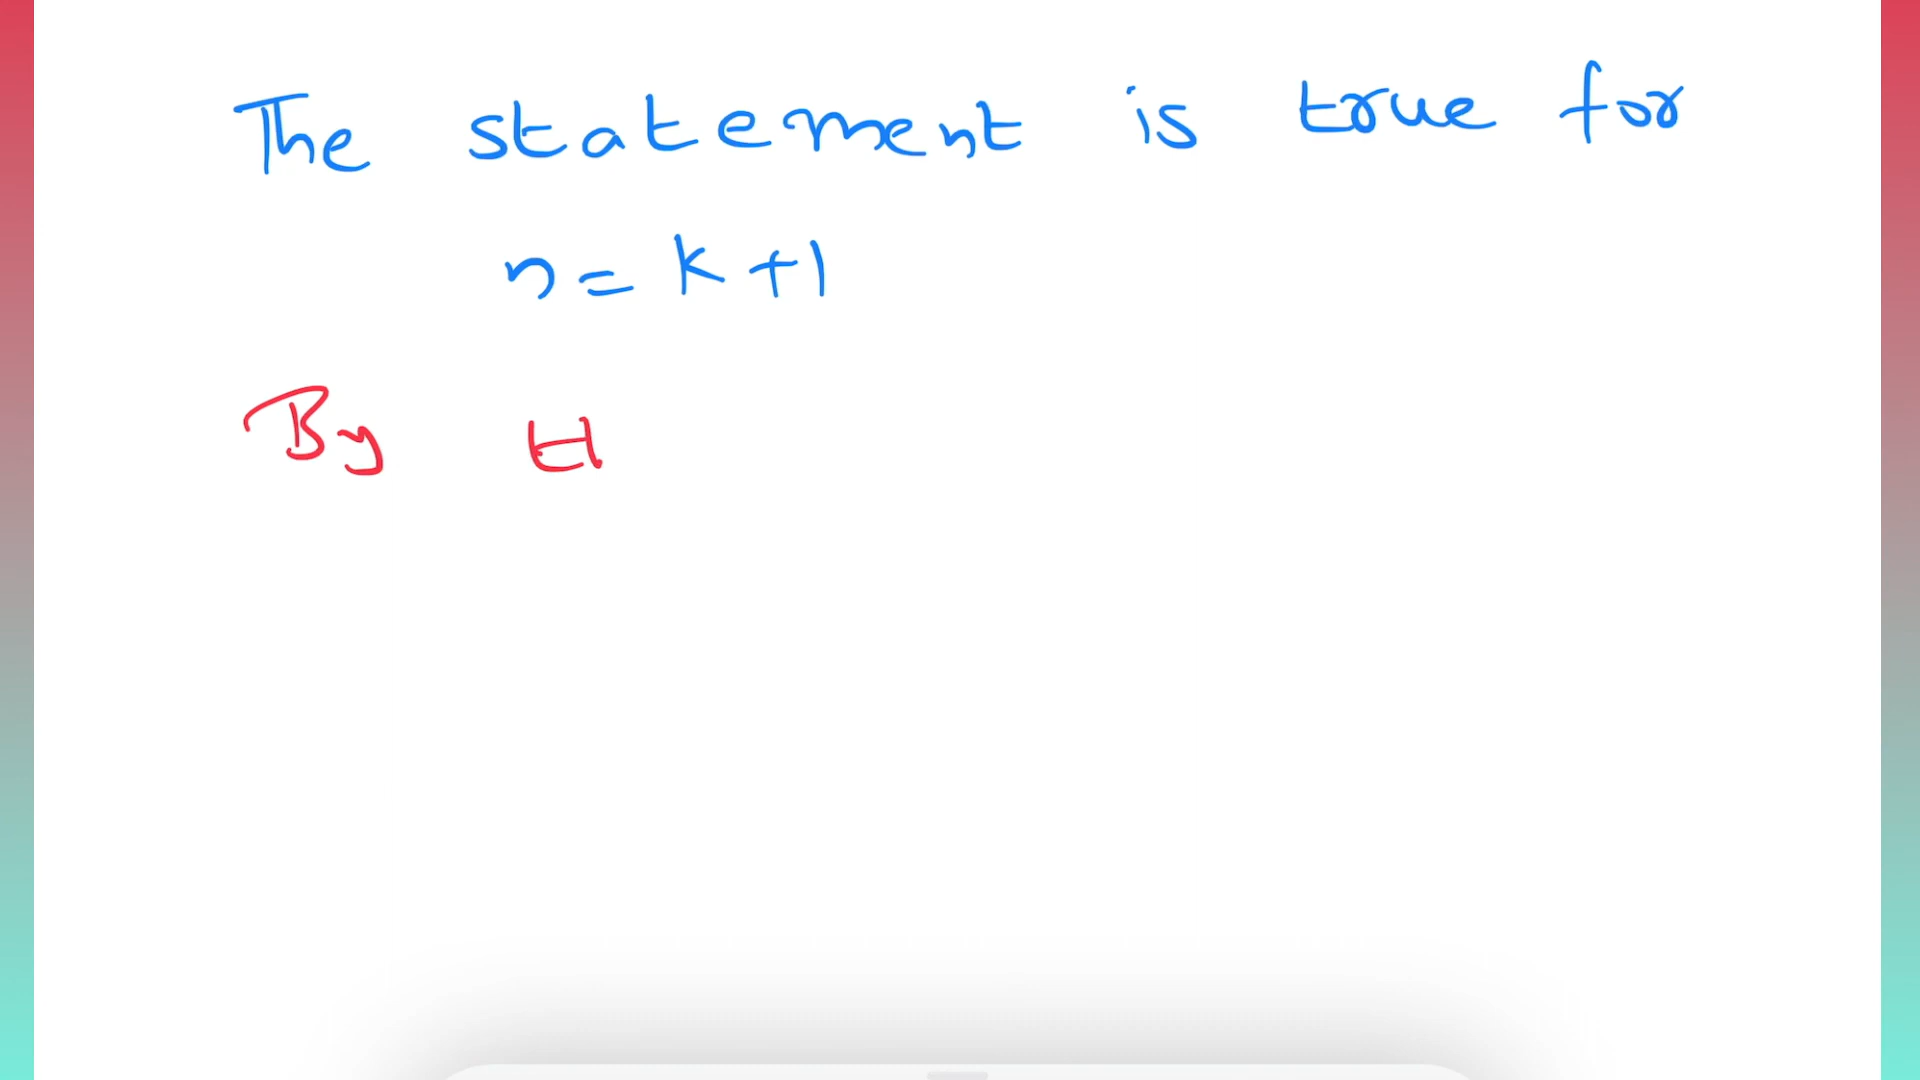 The statement is true for
n = k + 1
By